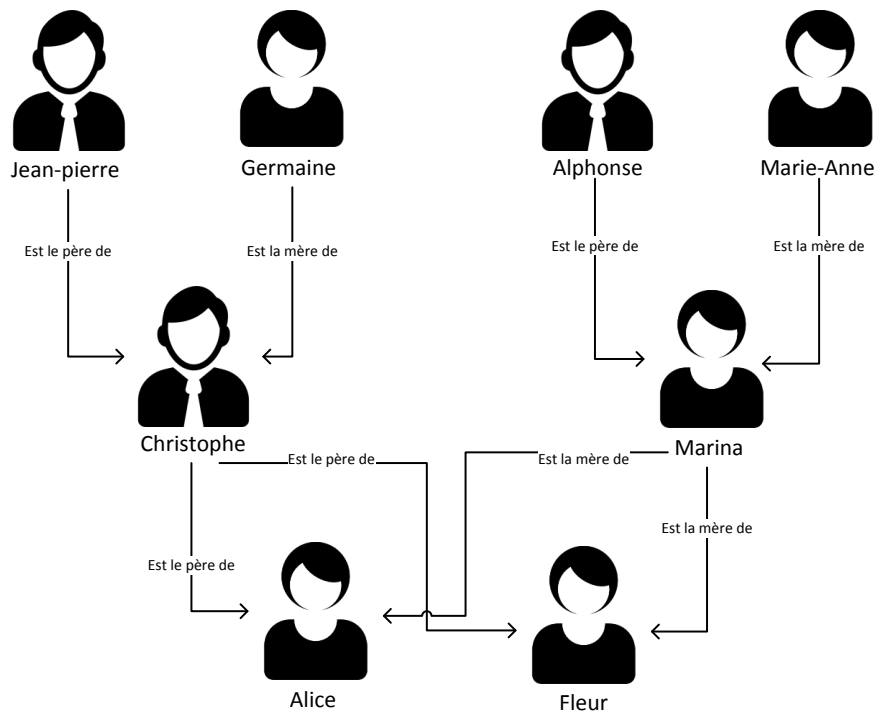 Jean-pierre
Germaine
Alphonse
Marie-Anne
Est le père de
Est la mère de
Est le père de
Est la mère de
Christophe
Marina
Est le père de
Est la mère de
Est la mère de
Est le père de
Alice
Fleur